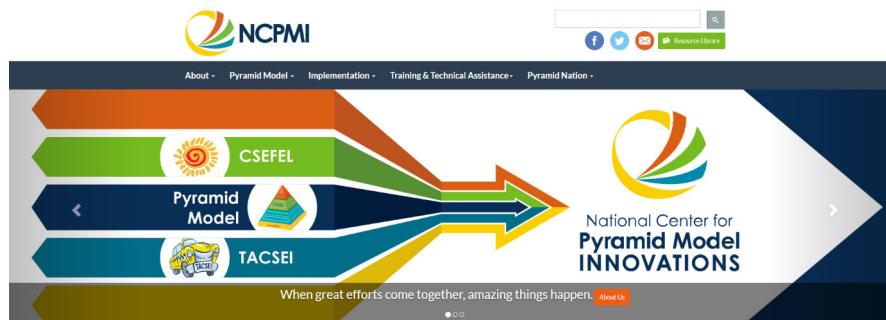 NCPMI
Resource Library
About Pyramid Model Implementation Training & Technical Assistance Pyramid Nation
CSEFEL
Pyramid
Model
TACSEI
TACSEI
National Center for
Pyramid Model
INNOVATIONS
When great efforts come together, amazing things happen. About Us